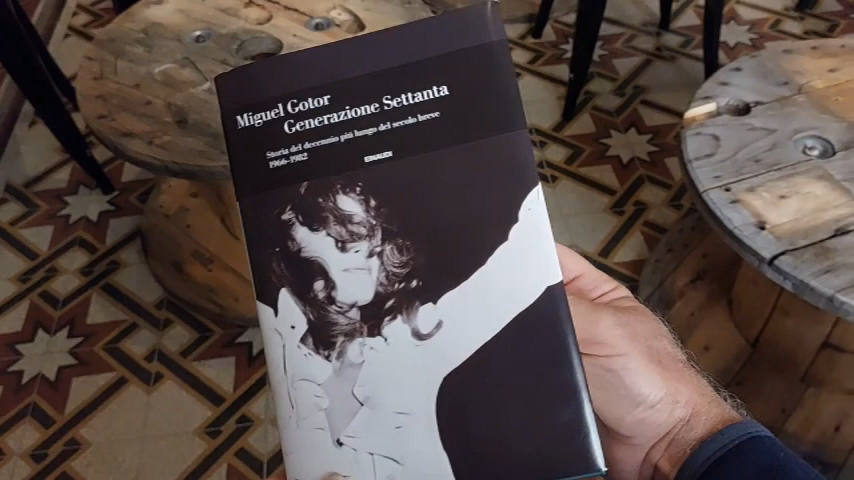 Miguel Gotor
Generazione Settanta
Storia del decennio più lungo del secolo breve
1966-1982
EINAUDI